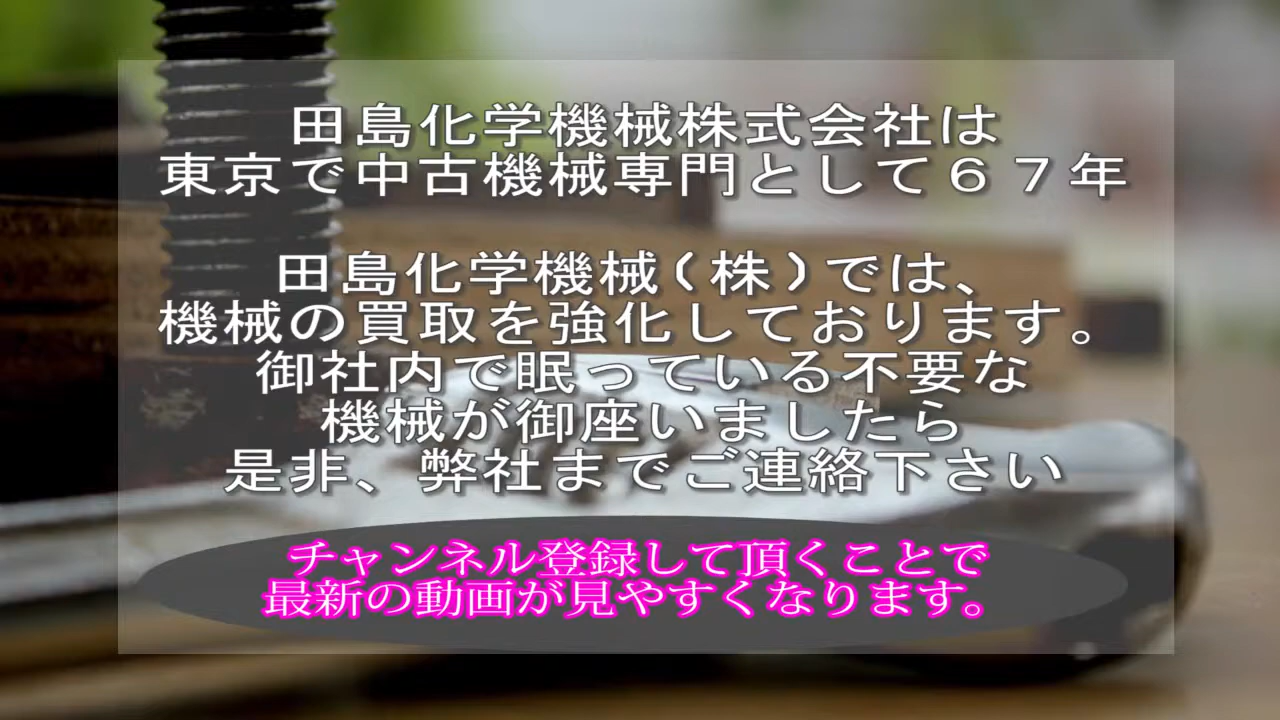 田島化学機械株式会社は
東京で中古機械専門として６７年
田島化学機械(株)では、
機械の買取を強化しております。
御社内で眠っている不要な
機械が御座いましたら
是非、弊社までご連絡下さい
チャンネル登録して頂くことで
最新の動画が見やすくなります。